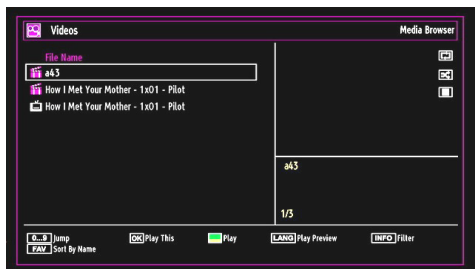 Videos
Media Browser
File Name
a43
How I Met Your Mother - 1x01 - Pilot
How I Met Your Mother - 1x01 - Pilot
a43
1/3
0...9 Jump
OK Play This
Play
LANG Play Preview
INFO Filter
FAV Sort By Name